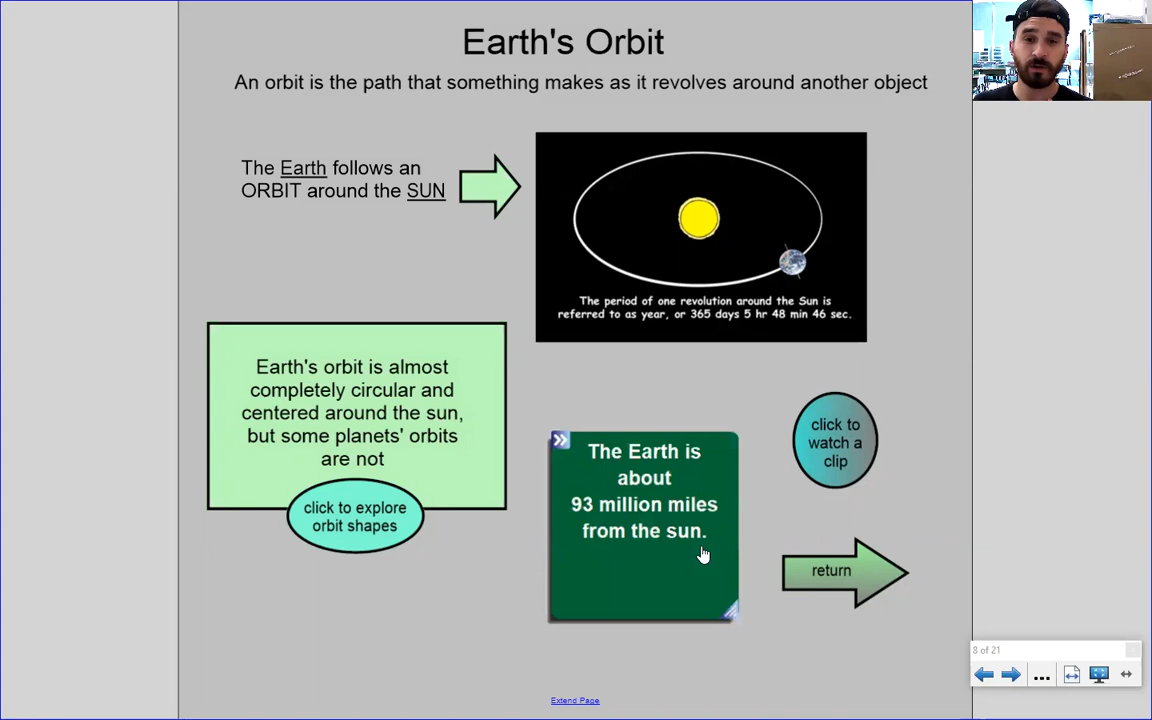 Earth's Orbit
An orbit is the path that something makes as it revolves around another object
The Earth follows an
ORBIT around the SUN
The period of one revolution around the Sun is
referred to as year, or 365 days 5 hr 48 min 46 sec.
Earth's orbit is almost
completely circular and
centered around the sun,
but some planets' orbits
are not
click to explore
orbit shapes
The Earth is
about
93 million miles
from the sun.
click to
watch a
clip
return
8 of 21
Extend Page